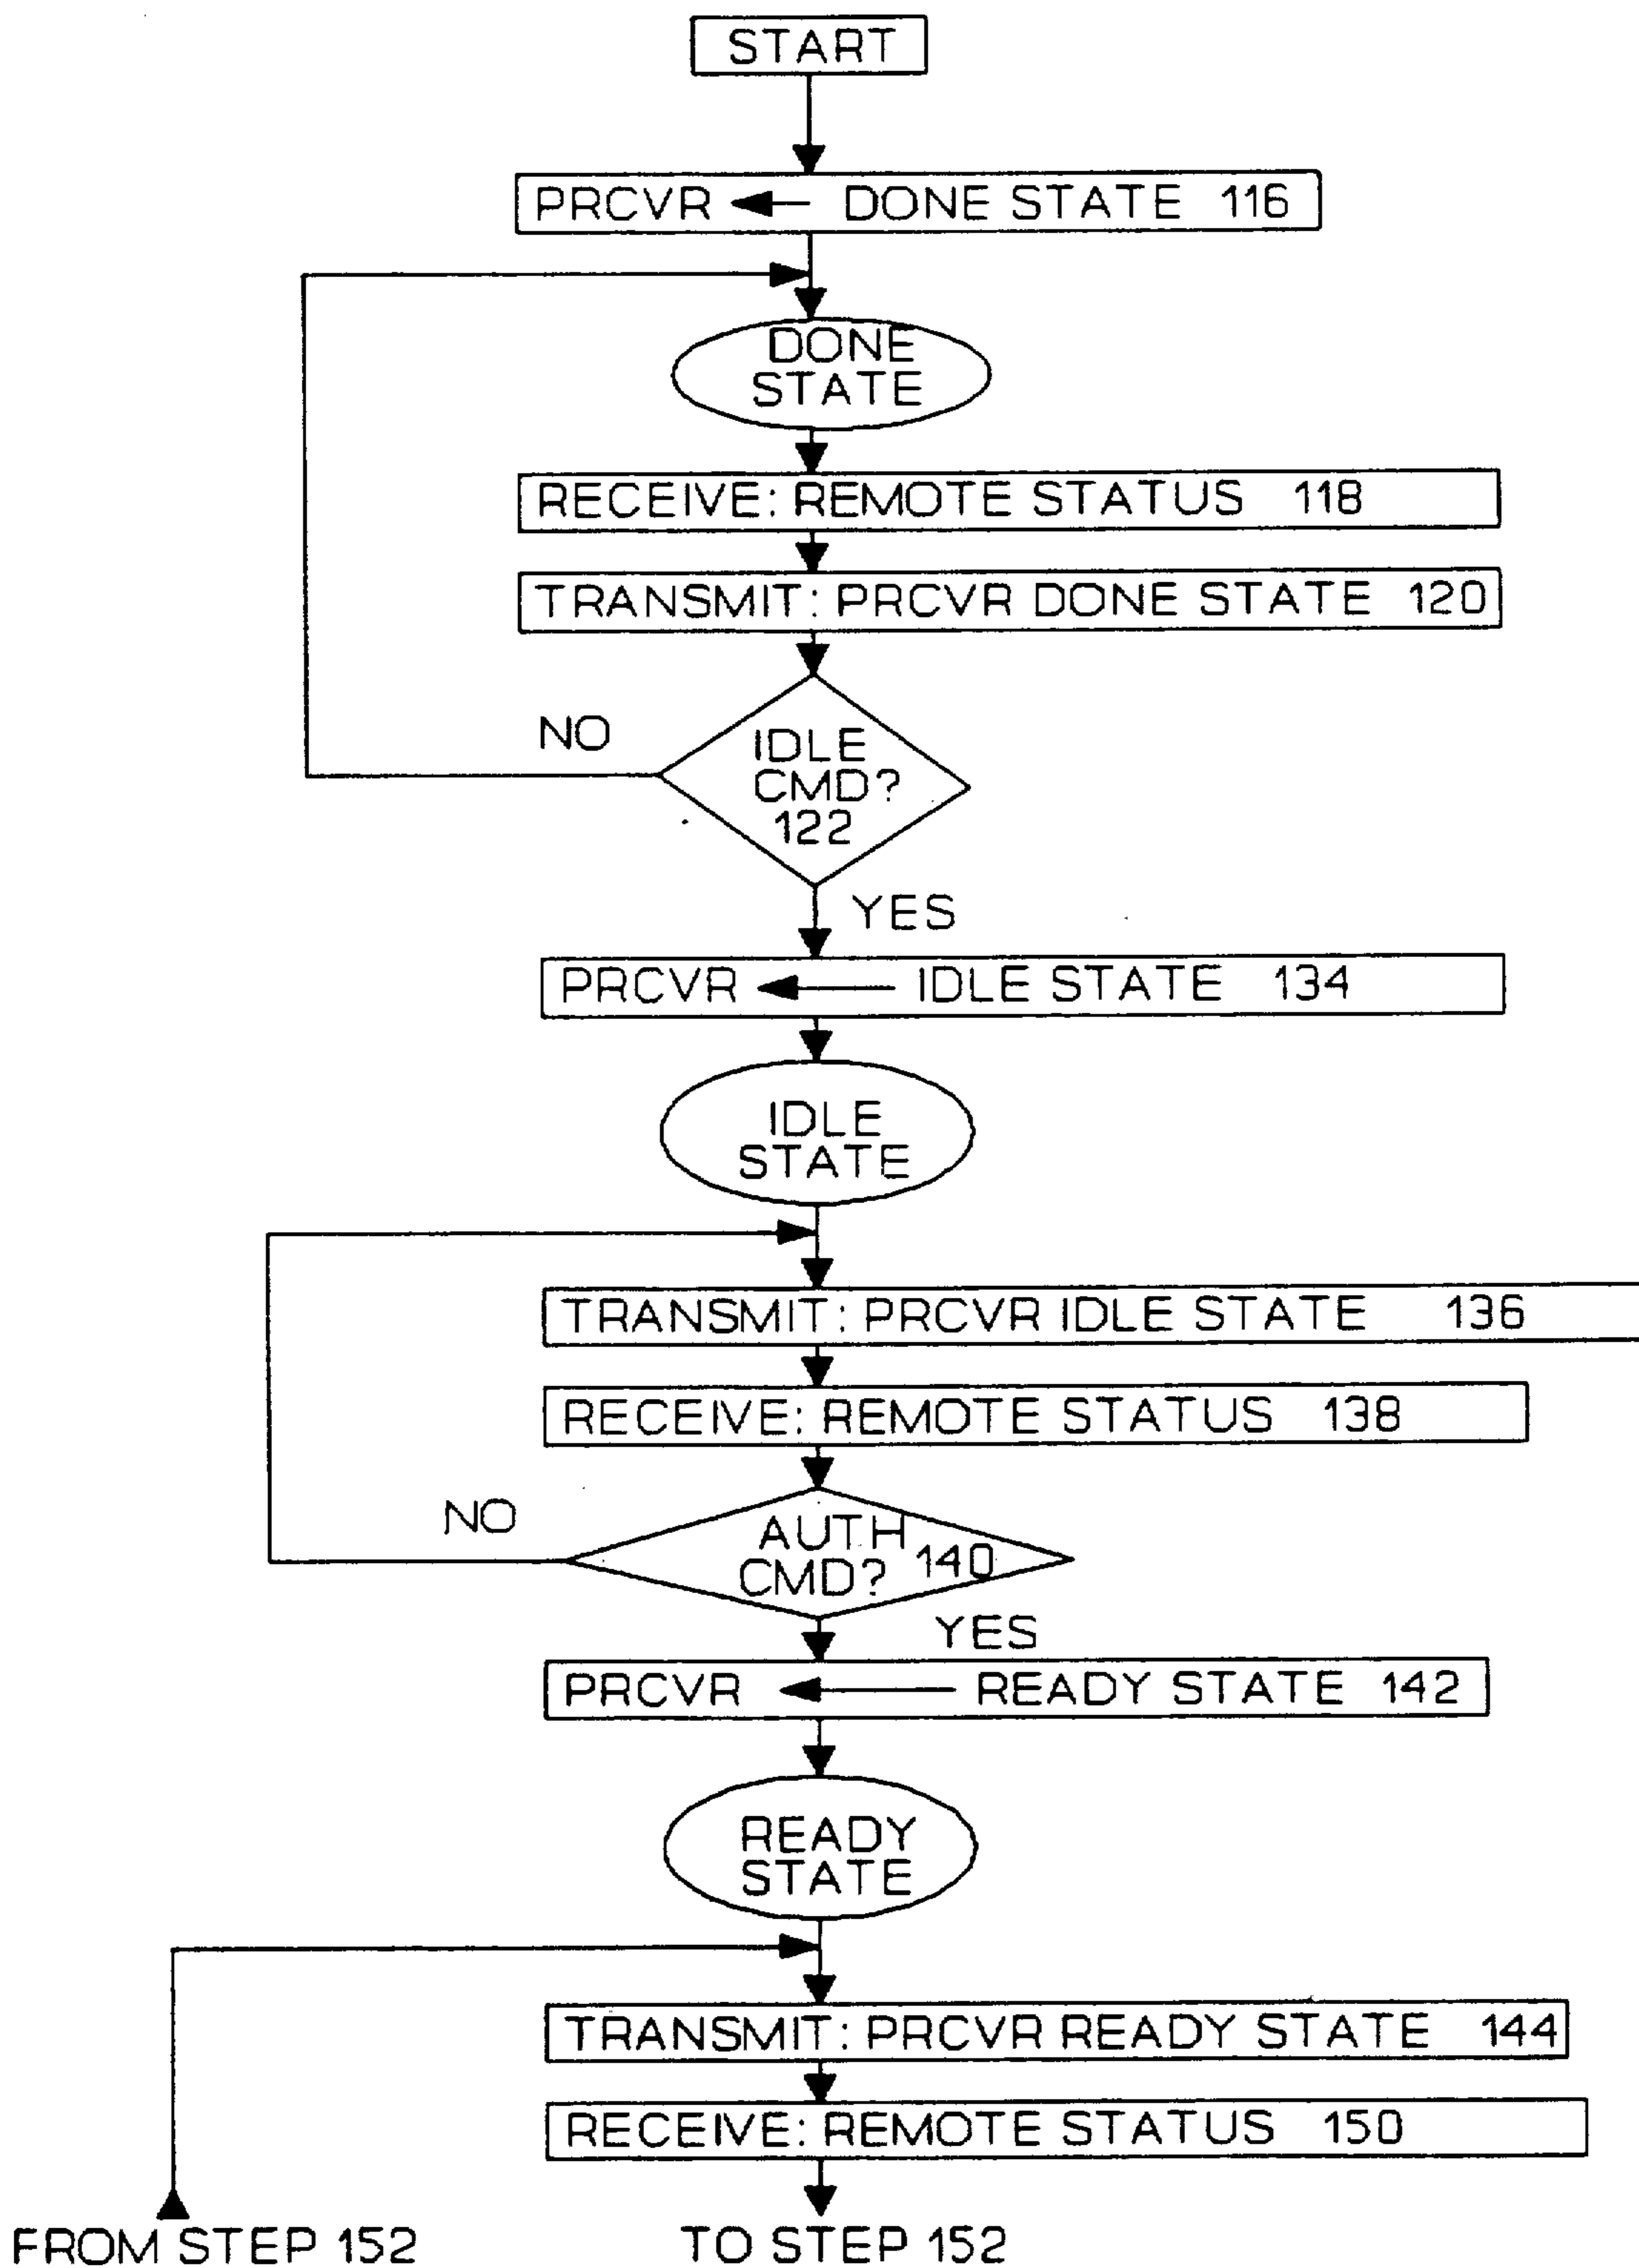 START
PRCVR ← DONE STATE 116
DONE
STATE
RECEIVE: REMOTE STATUS 118
TRANSMIT: PRCVR DONE STATE 120
NO
IDLE
CMD?
122
YES
PRCVR ← IDLE STATE 134
IDLE
STATE
TRANSMIT: PRCVR IDLE STATE 136
RECEIVE: REMOTE STATUS 138
NO
AUTH
CMD? 140
YES
PRCVR ← READY STATE 142
READY
STATE
TRANSMIT: PRCVR READY STATE 144
RECEIVE: REMOTE STATUS 150
FROM STEP 152
TO STEP 152